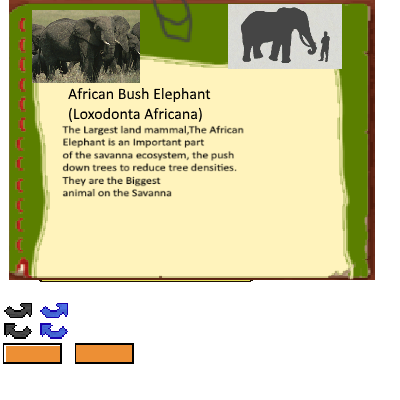 African Bush Elephant
(Loxodonta Africana)
The Largest land mammal,The African
Elephant is an Important part
of the savanna ecosystem, the push
down trees to reduce tree densities.
They are the Biggest
animal on the Savanna